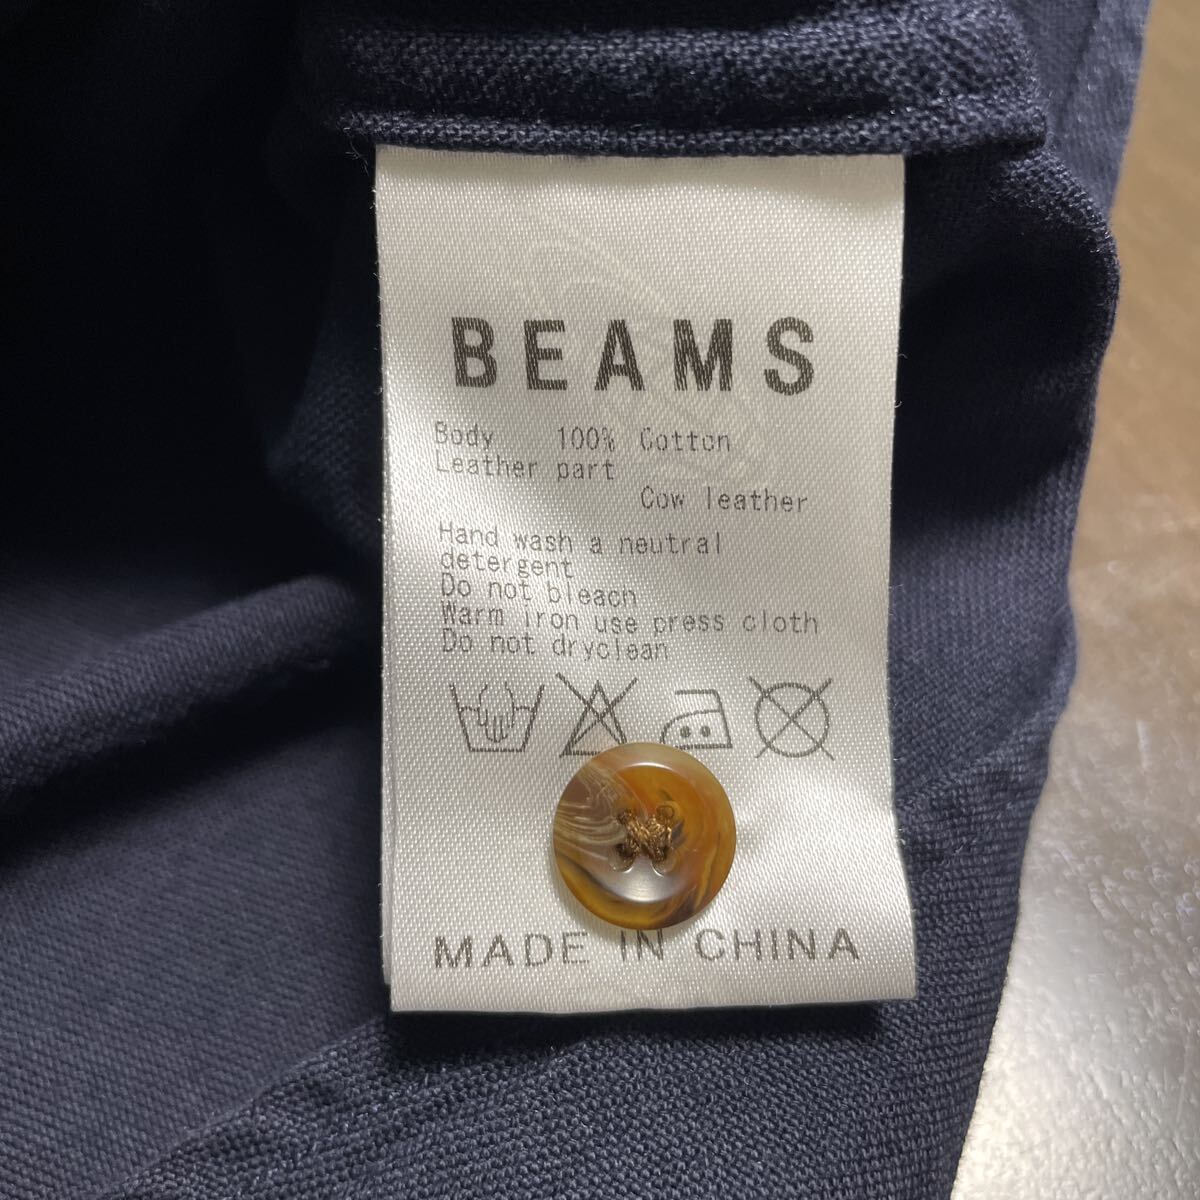 BEAMS
Body 100% Cotton
Leather part
Cow leather
Hand wash a neutral
detergent
Do not bleach
Warm iron use press cloth
Do not dryclean
MADE IN CHINA